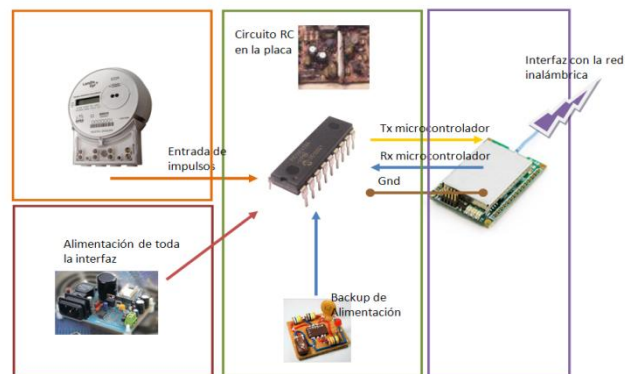 Circuito RC
en la placa
Interfaz con la red
inalámbrica
Entrada de
impulsos
Tx microcontrolador
Rx microcontrolador
Gnd
Alimentación de toda
la interfaz
Backup de
Alimentación